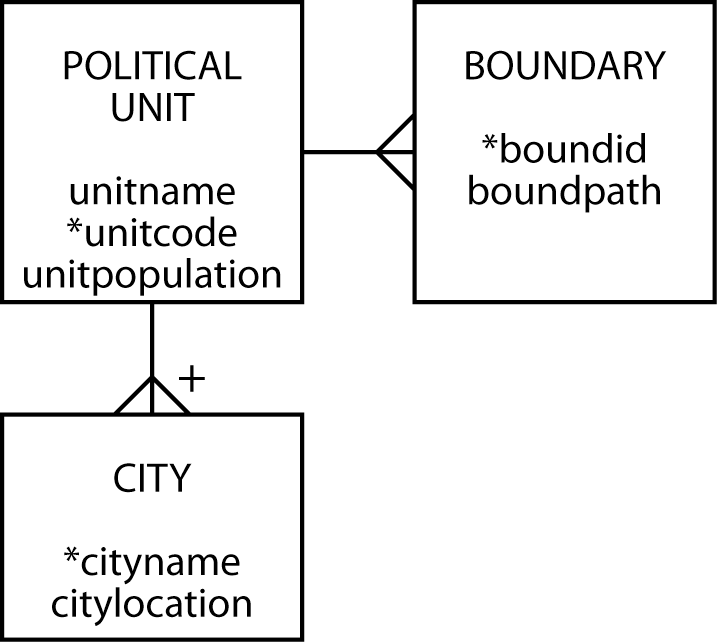 POLITICAL
UNIT
unitname
*unitcode
unitpopulation
BOUNDARY
*boundid
boundpath
+
CITY
*cityname
citylocation